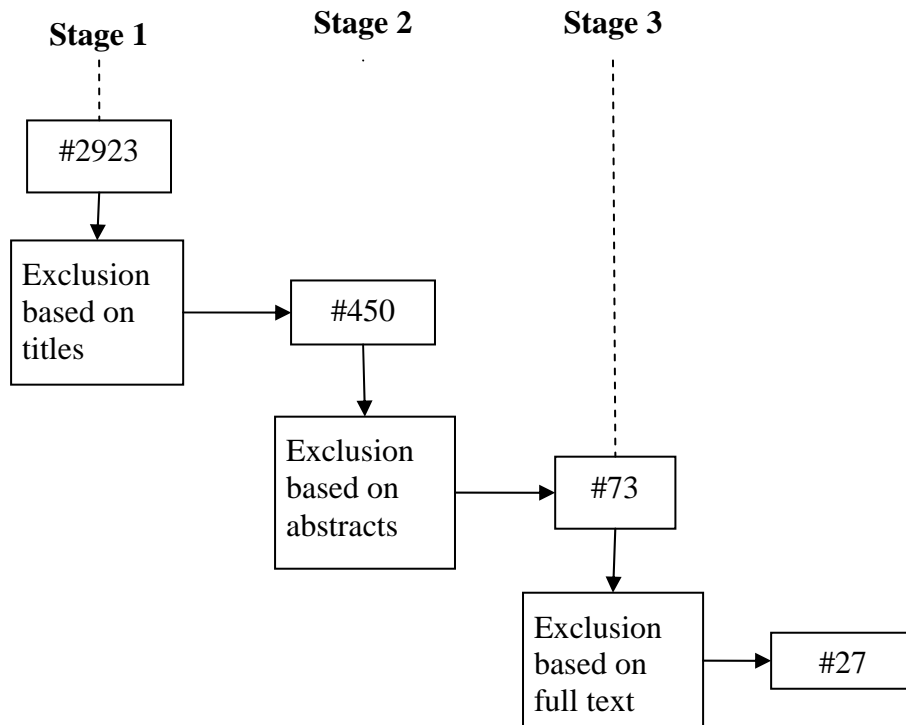 Stage 1
Stage 2
Stage 3
#2923
Exclusion
based on
titles
#450
Exclusion
based on
abstracts
#73
Exclusion
based on
full text
#27